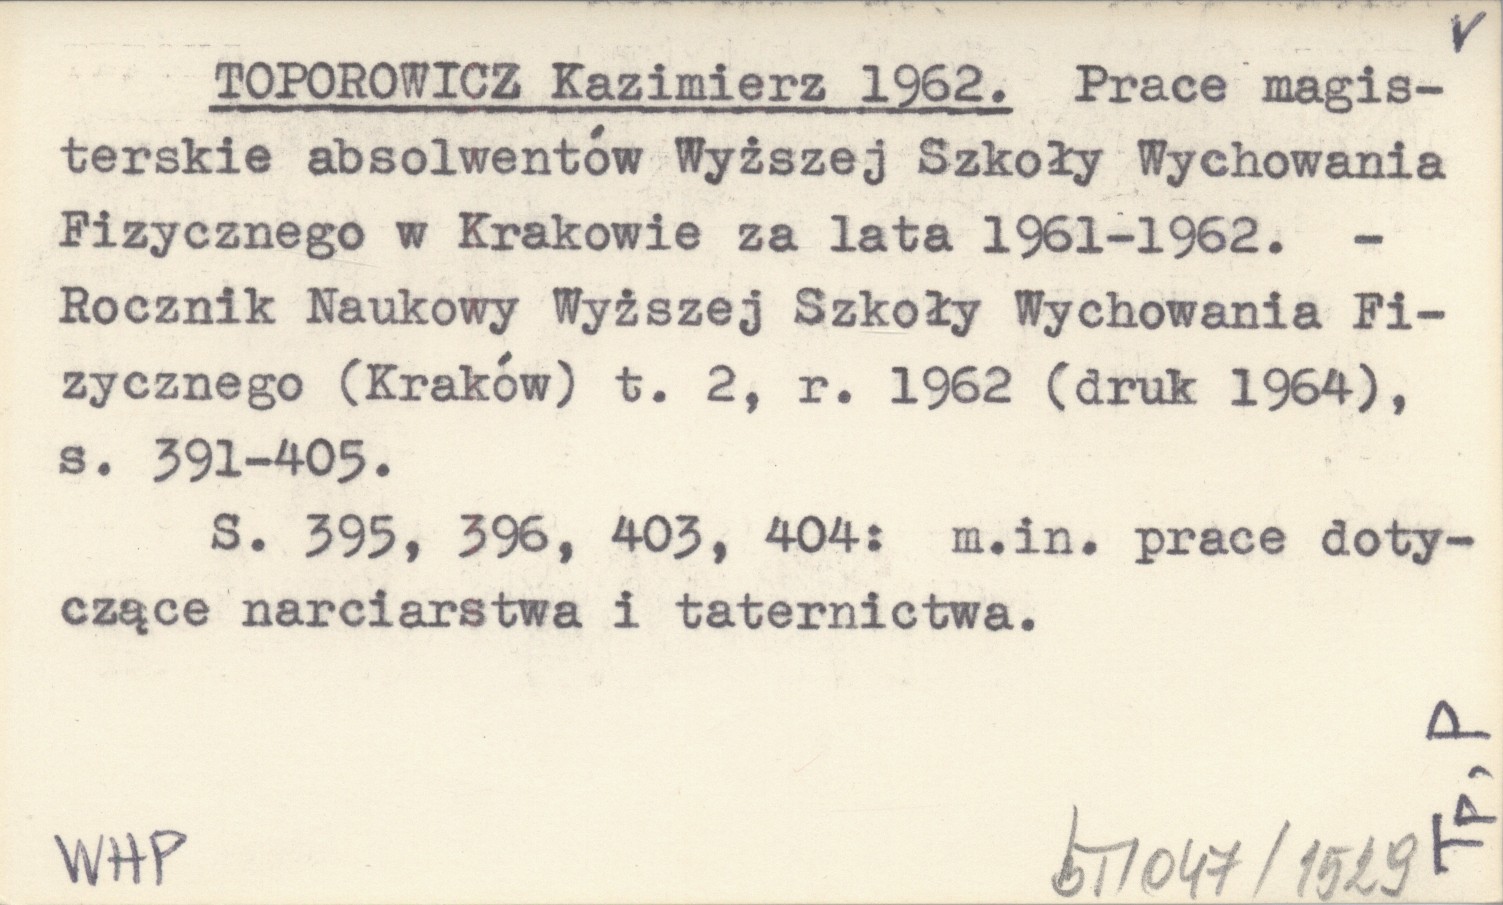 V
TOPOROWICZ Kazimierz 1962. Prace magis-
terskie absolwentów Wyższej Szkoły Wychowania
Fizycznego w Krakowie za lata 1961-1962. -
Rocznik Naukowy Wyższej Szkoły Wychowania Fi-
zycznego (Kraków) t. 2, r. 1962 (druk 1964),
s. 391-405.
S. 395, 396, 403, 404: m.in. prace doty-
czące narciarstwa i taternictwa.
TP, P
WHP
047/1529